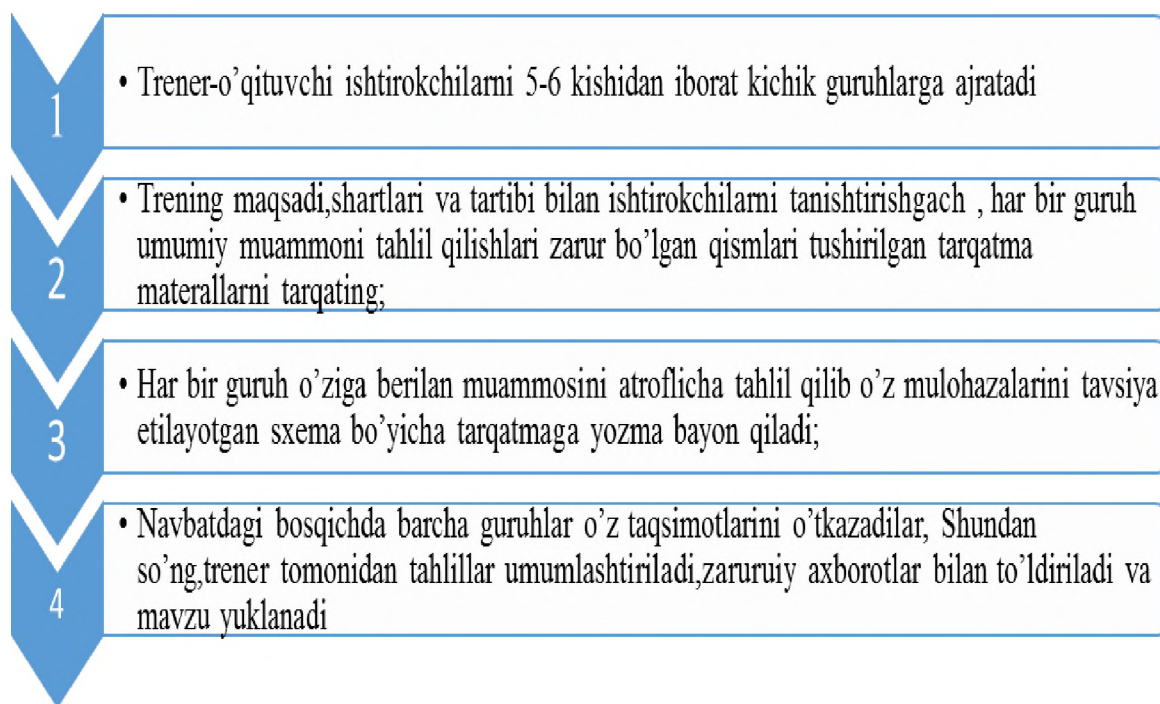 1
• Trener-o’qituvchi ishtirokchilarni 5-6 kishidan iborat kichik guruhlarga ajratadi
2
• Trening maqsadi,shartlari va tartibi bilan ishtirokchilarni tanishtirishgach , har bir guruh
umumiy muammoni tahlil qilishlari zarur bo’lgan qismlari tushirilgan tarqatma
materallarni tarqating;
3
• Har bir guruh o’ziga berilan muammosini atroflicha tahlil qilib o’z mulohazalarini tavsiya
etilayotgan sxema bo’yicha tarqatmaga yozma bayon qiladi;
4
• Navbatdagi bosqichda barcha guruhlar o’z taqsimotlarini o’tkazadilar, Shundan
so’ng,trener tomonidan tahlillar umumlashtiriladi,zaruruiy axborotlar bilan to’ldiriladi va
mavzu yuklanadi